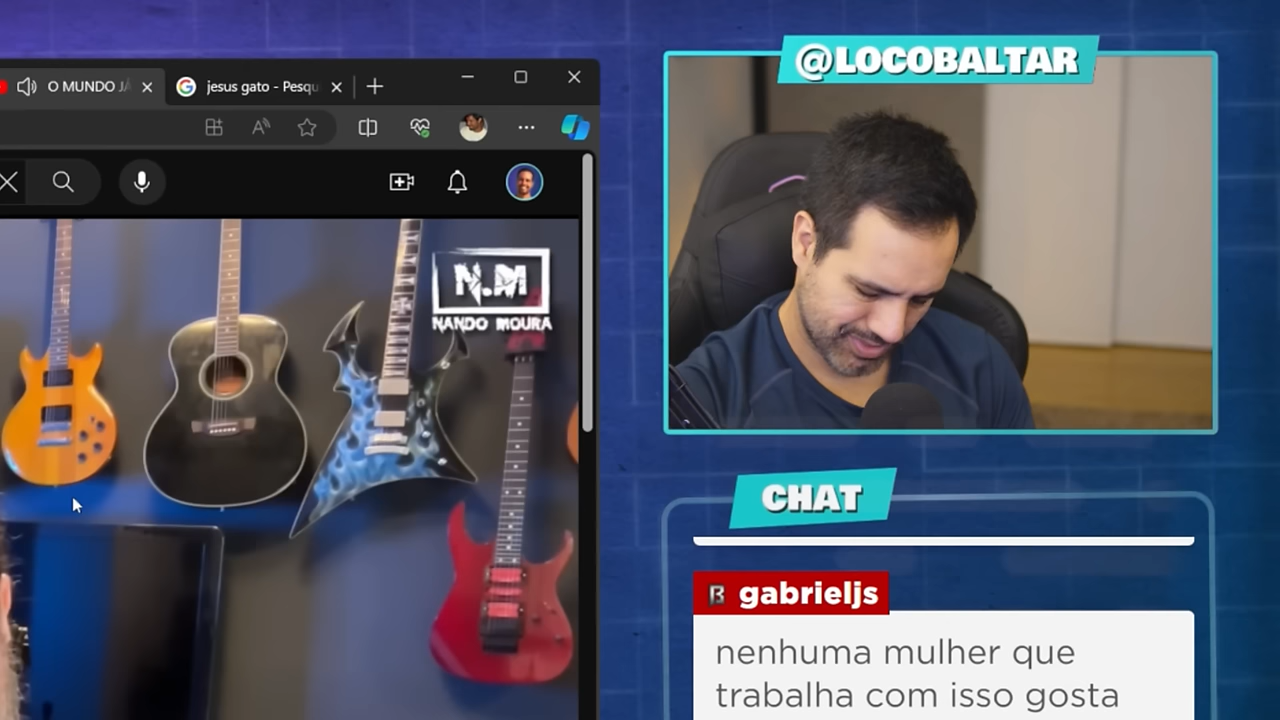 O MUNDO JÁ
jesus gato - Pesqu
N.M
NANDO MOURA
@LOCOBALTAR
CHAT
gabrieljs
nenhuma mulher que
trabalha com isso gosta